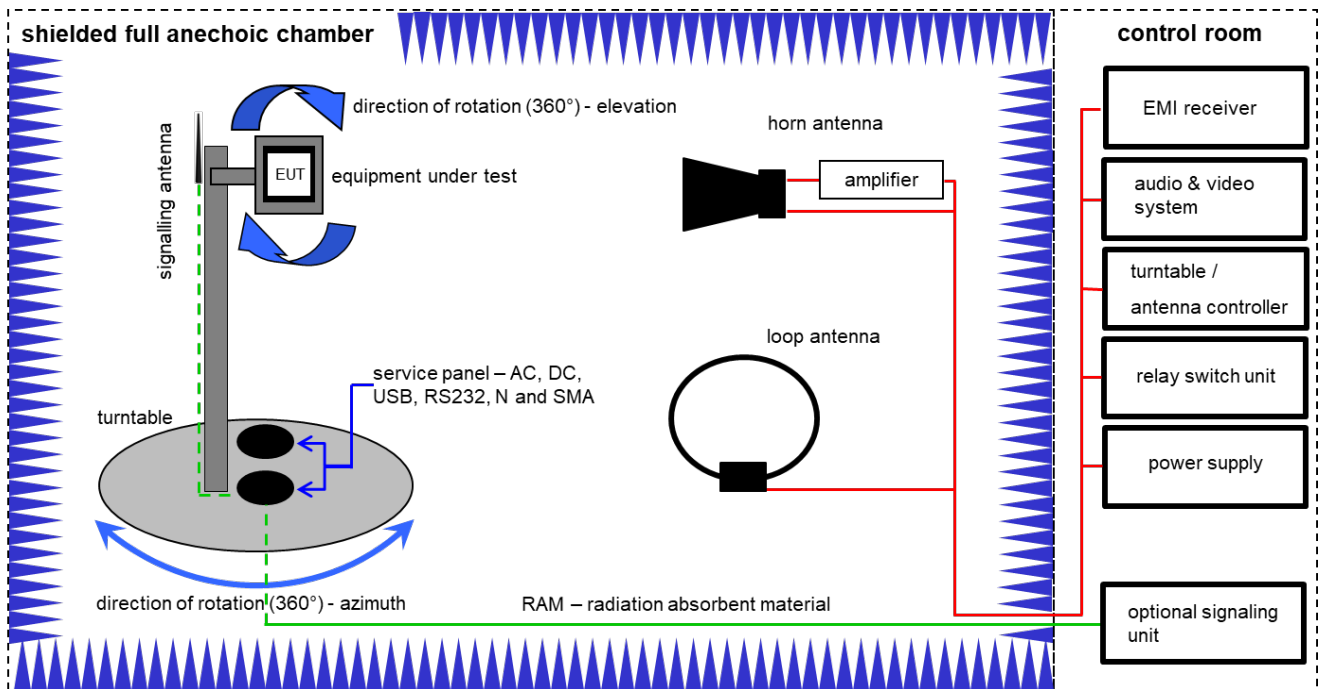 shielded full anechoic chamber
control room
direction of rotation (360°) - elevation
signalling antenna
EUT
equipment under test
horn antenna
amplifier
loop antenna
service panel – AC, DC,
USB, RS232, N and SMA
turntable
direction of rotation (360°) - azimuth
RAM – radiation absorbent material
EMI receiver
audio & video
system
turntable /
antenna controller
relay switch unit
power supply
optional signaling
unit